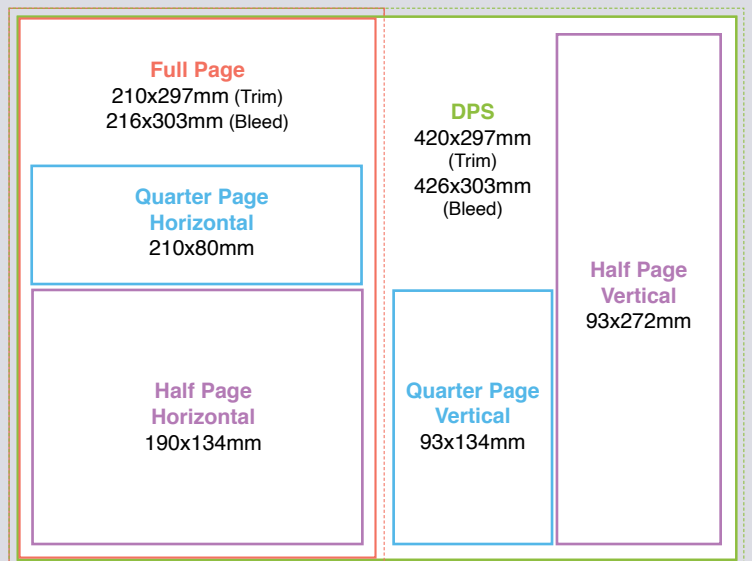 Full Page
210x297mm (Trim)
216x303mm (Bleed)
Quarter Page
Horizontal
210x80mm
Half Page
Horizontal
190x134mm
DPS
420x297mm
(Trim)
426x303mm
(Bleed)
Quarter Page
Vertical
93x134mm
Half Page
Vertical
93x272mm